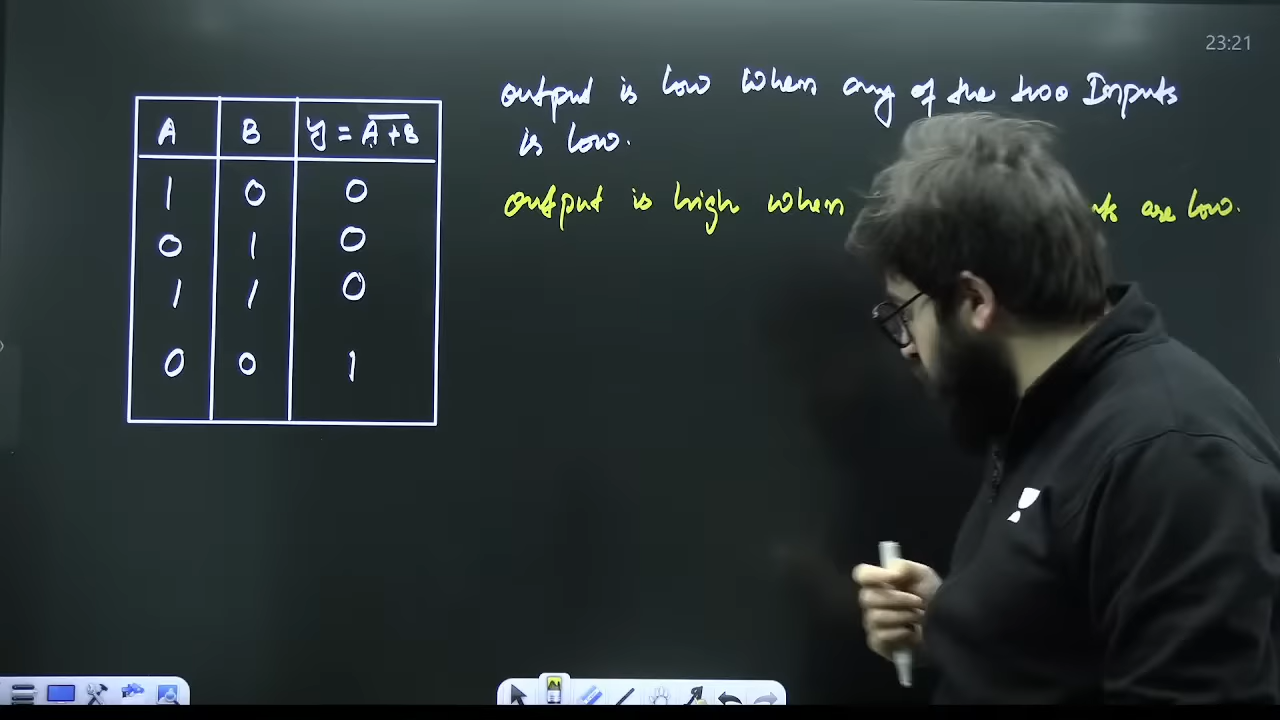 23:21
output is low when any of the two Inputs
is low.
output is high when are low.
A B y = \overline{A+B}
1 0 0
0 1 0
1 1 0
0 0 1